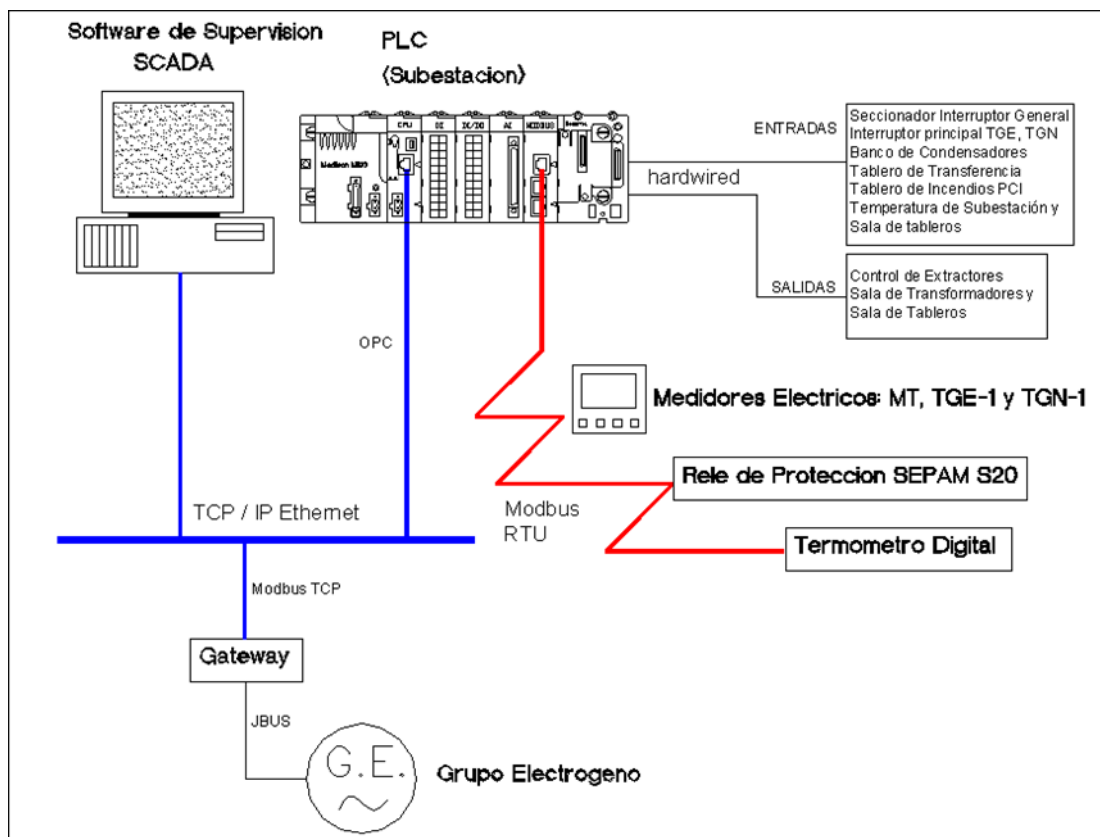 Software de Supervision
SCADA
PLC
(Subestacion)
CPU
AI
MODBUS
ENTRADAS
Seccionador Interruptor General
Interruptor principal TGE, TGN
Banco de Condensadores
Tablero de Transferencia
Tablero de Incendios PCI
Temperatura de Subestación y
Sala de tableros
hardwired
SALIDAS
Control de Extractores
Sala de Transformadores y
Sala de Tableros
OPC
Medidores Electricos: MT, TGE-1 y TGN-1
Rele de Proteccion SEPAM S20
Modbus
RTU
Termometro Digital
TCP / IP Ethernet
Modbus TCP
Gateway
JBUS
G.E.
Grupo Electrogeno